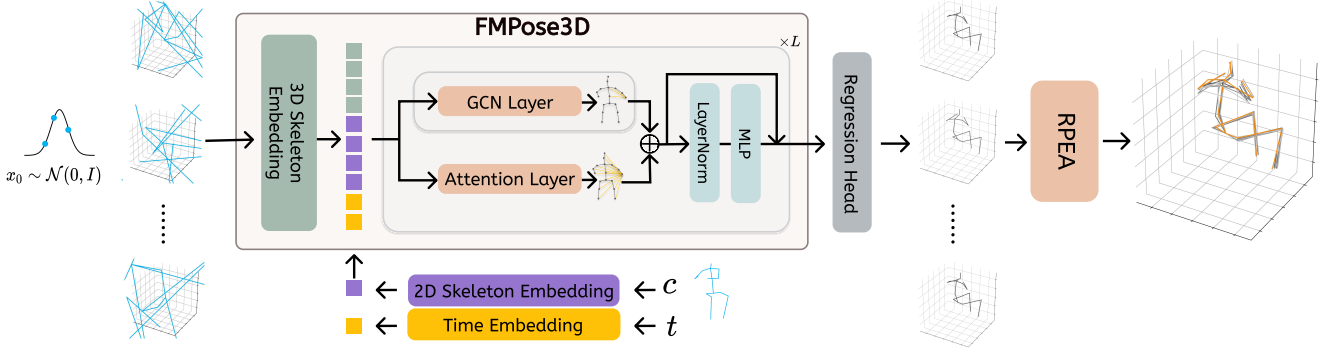 FMPose3D
×L
3D Skeleton
Embedding
GCN Layer
Attention Layer
LayerNorm
MLP
Regression Head
RPEA
x₀ ∼ 𝒩(0, I)
2D Skeleton Embedding
c
Time Embedding
t